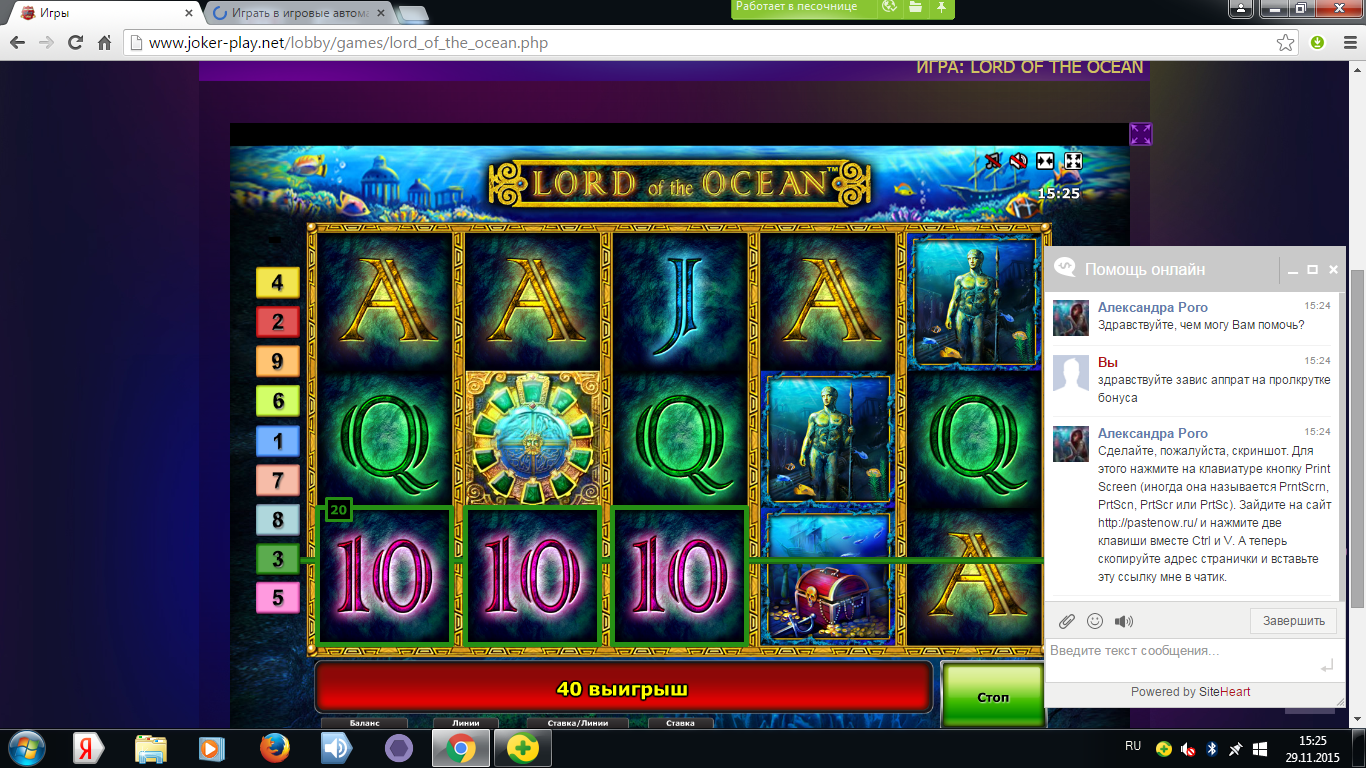 Игры
Играть в игровые автома
Работает в песочнице
www.joker-play.net/lobby/games/lord_of_the_ocean.php
ИГРА: LORD OF THE OCEAN
LORD of the OCEAN™
15:25
A A J A
4
2
9
6
1
7
8
3
5
Q Q Q
20
10 10 10 A
40 выигрыш
Стоп
Баланс Линии Ставка/Линии Ставка
Помощь онлайн
Александра Рого 15:24
Здравствуйте, чем могу Вам помочь?
Вы 15:24
здравствуйте завис аппрат на пролкрутке
бонуса
Александра Рого 15:24
Сделайте, пожалуйста, скриншот. Для
этого нажмите на клавиатуре кнопку Print
Screen (иногда она называется PrntScrn,
PrtScn, PrtScr или PrtSc). Зайдите на сайт
http://pastenow.ru/ и нажмите две
клавиши вместе Ctrl и V. А теперь
скопируйте адрес странички и вставьте
эту ссылку мне в чатик.
Завершить
Введите текст сообщения...
Powered by SiteHeart
Я
RU
15:25
29.11.2015